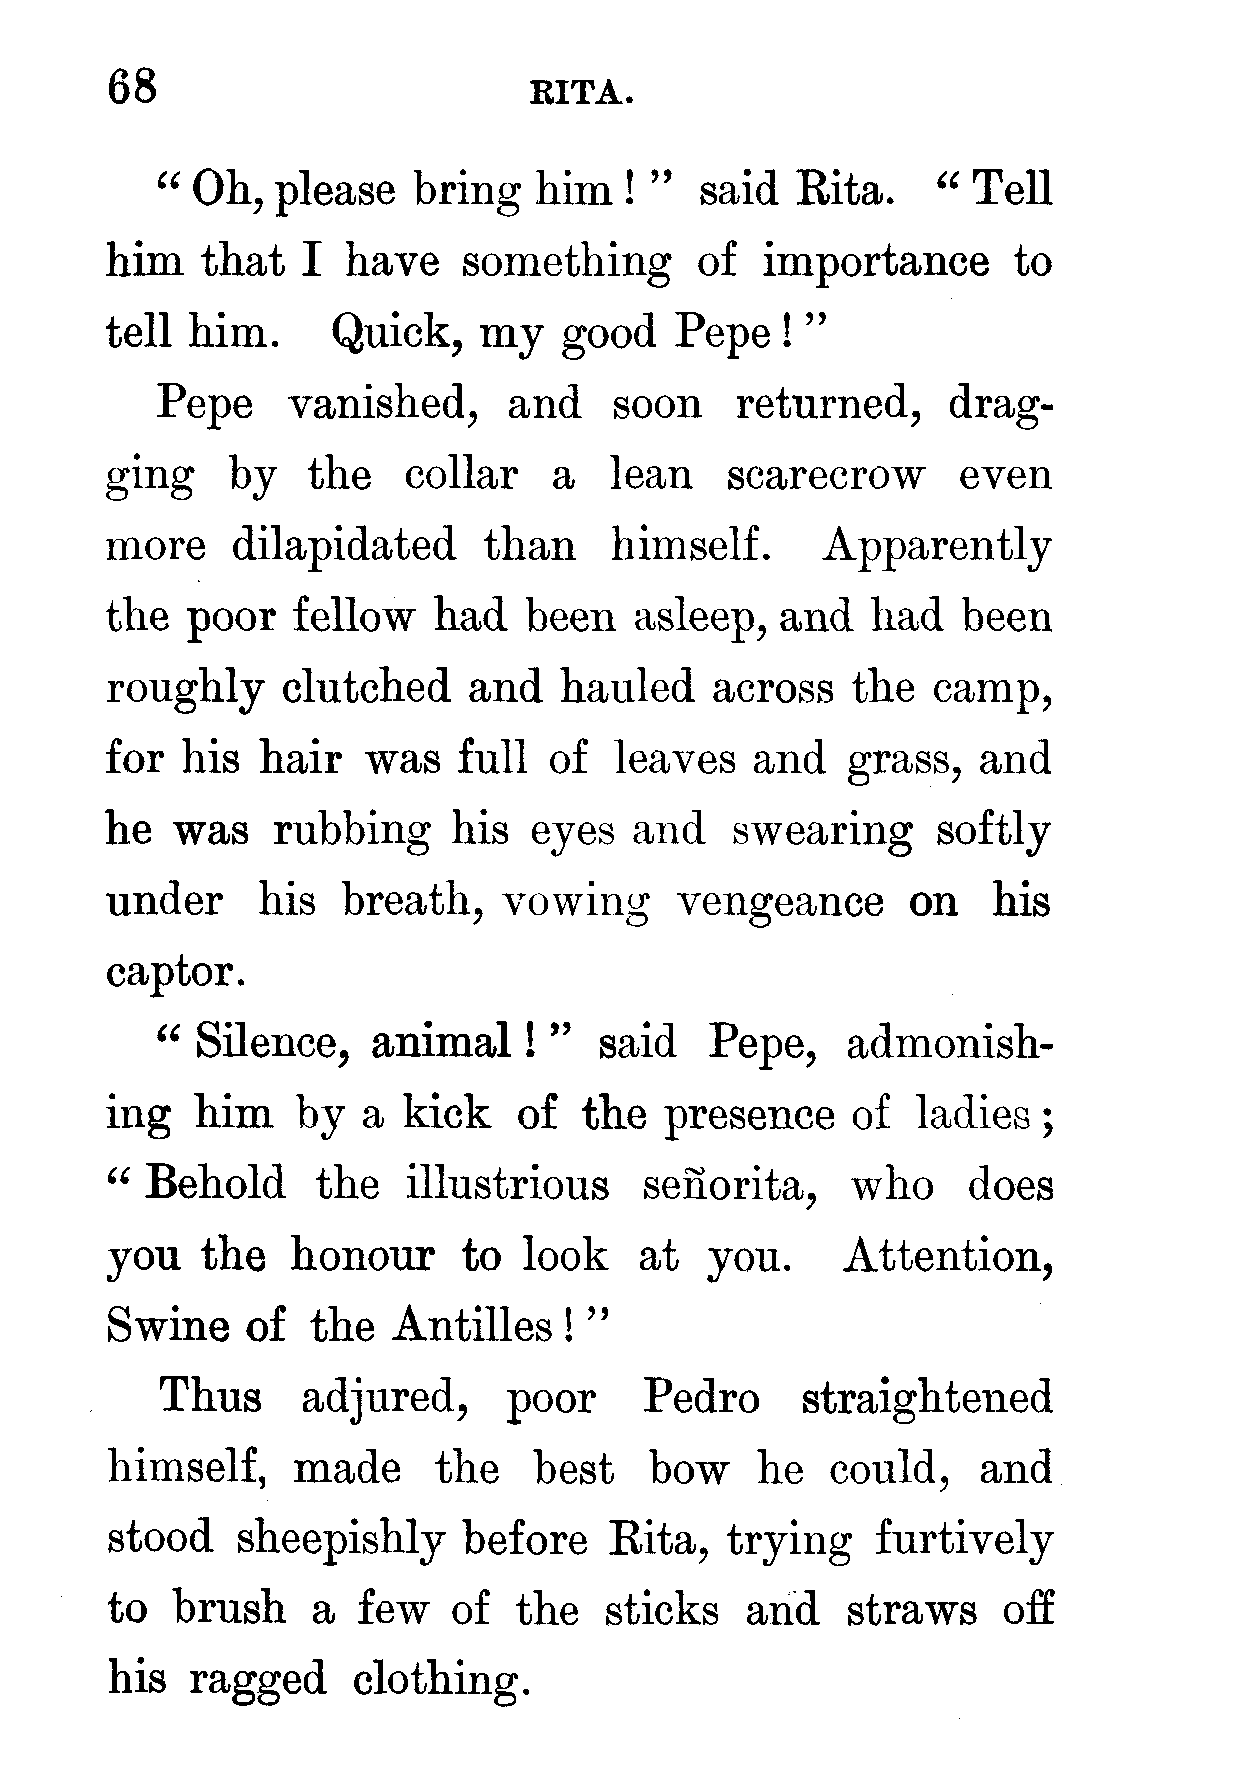 68
RITA.
“ Oh, please bring him ! ” said Rita. “ Tell
him that I have something of importance to
tell him. Quick, my good Pepe ! ”
Pepe vanished, and soon returned, drag-
ging by the collar a lean scarecrow even
more dilapidated than himself. Apparently
the poor fellow had been asleep, and had been
roughly clutched and hauled across the camp,
for his hair was full of leaves and grass, and
he was rubbing his eyes and swearing softly
under his breath, vowing vengeance on his
captor.
“ Silence, animal ! ” said Pepe, admonish-
ing him by a kick of the presence of ladies ;
“ Behold the illustrious señorita, who does
you the honour to look at you. Attention,
Swine of the Antilles ! ”
Thus adjured, poor Pedro straightened
himself, made the best bow he could, and
stood sheepishly before Rita, trying furtively
to brush a few of the sticks and straws off
his ragged clothing.